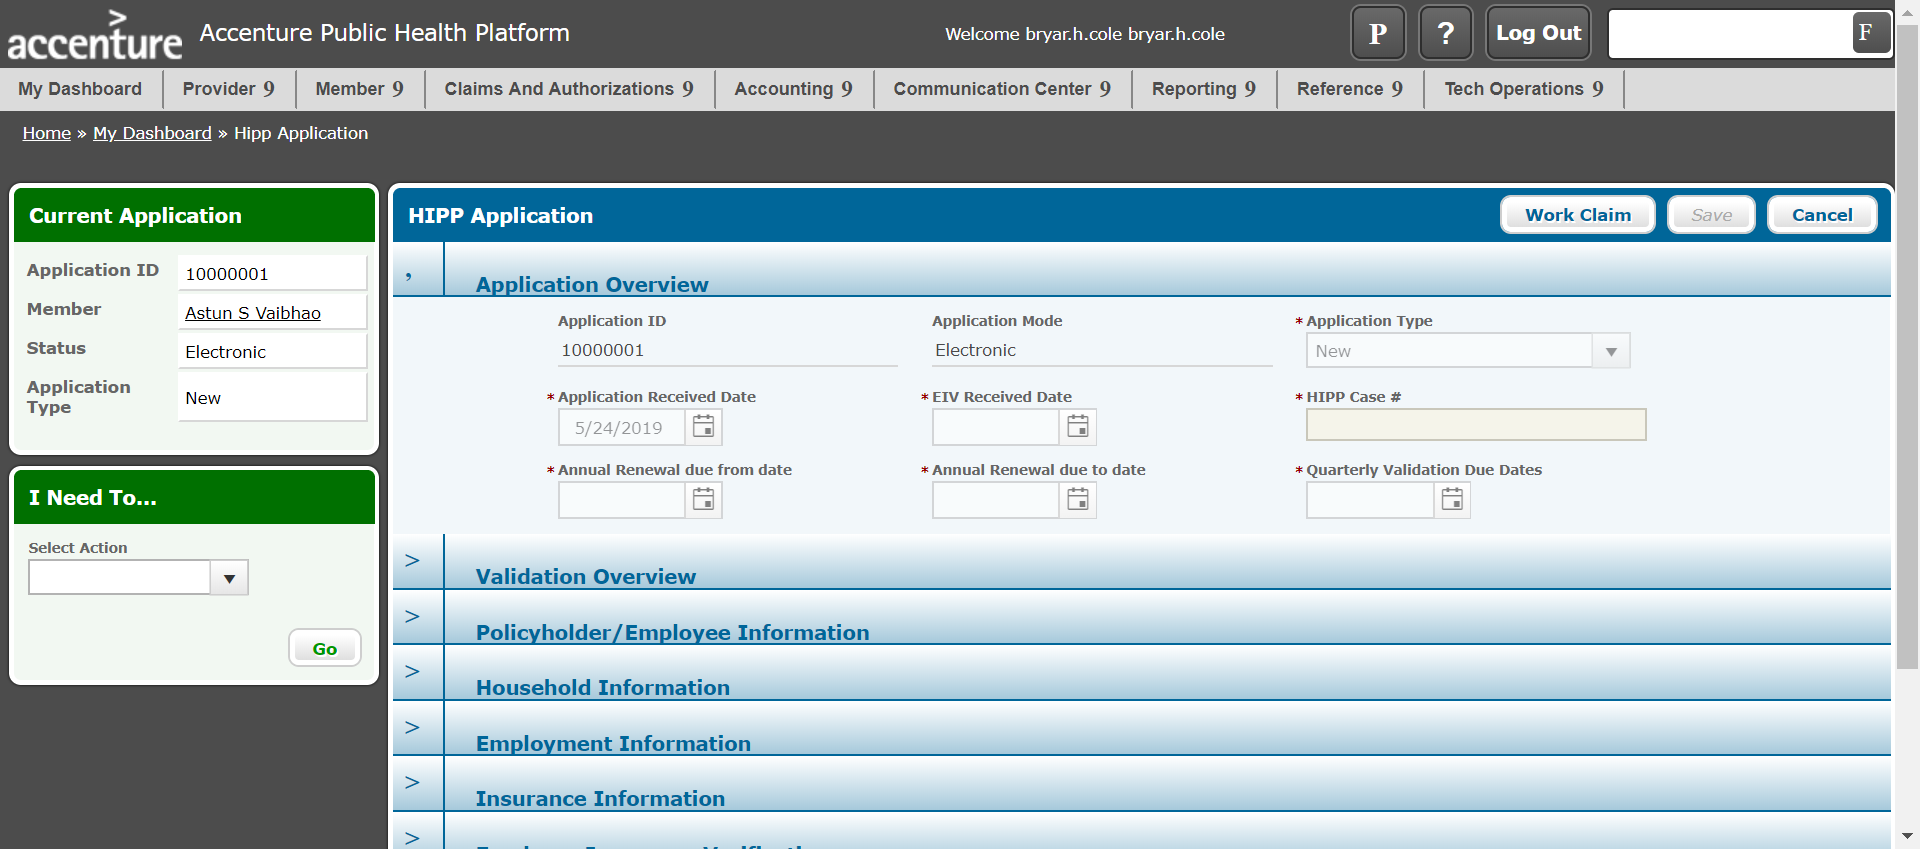 accenture
Accenture Public Health Platform
Welcome bryar.h.cole bryar.h.cole
P
?
Log Out
F
My Dashboard
Provider 9
Member 9
Claims And Authorizations 9
Accounting 9
Communication Center 9
Reporting 9
Reference 9
Tech Operations 9
Home » My Dashboard » Hipp Application
Current Application
Application ID 10000001
Member Astun S Vaibhao
Status Electronic
Application Type New
I Need To...
Select Action
Go
HIPP Application
Work Claim
Save
Cancel
, Application Overview
Application ID
10000001
Application Mode
Electronic
* Application Type
New
* Application Received Date
5/24/2019
* EIV Received Date
* HIPP Case #
* Annual Renewal due from date
* Annual Renewal due to date
* Quarterly Validation Due Dates
> Validation Overview
> Policyholder/Employee Information
> Household Information
> Employment Information
> Insurance Information
>